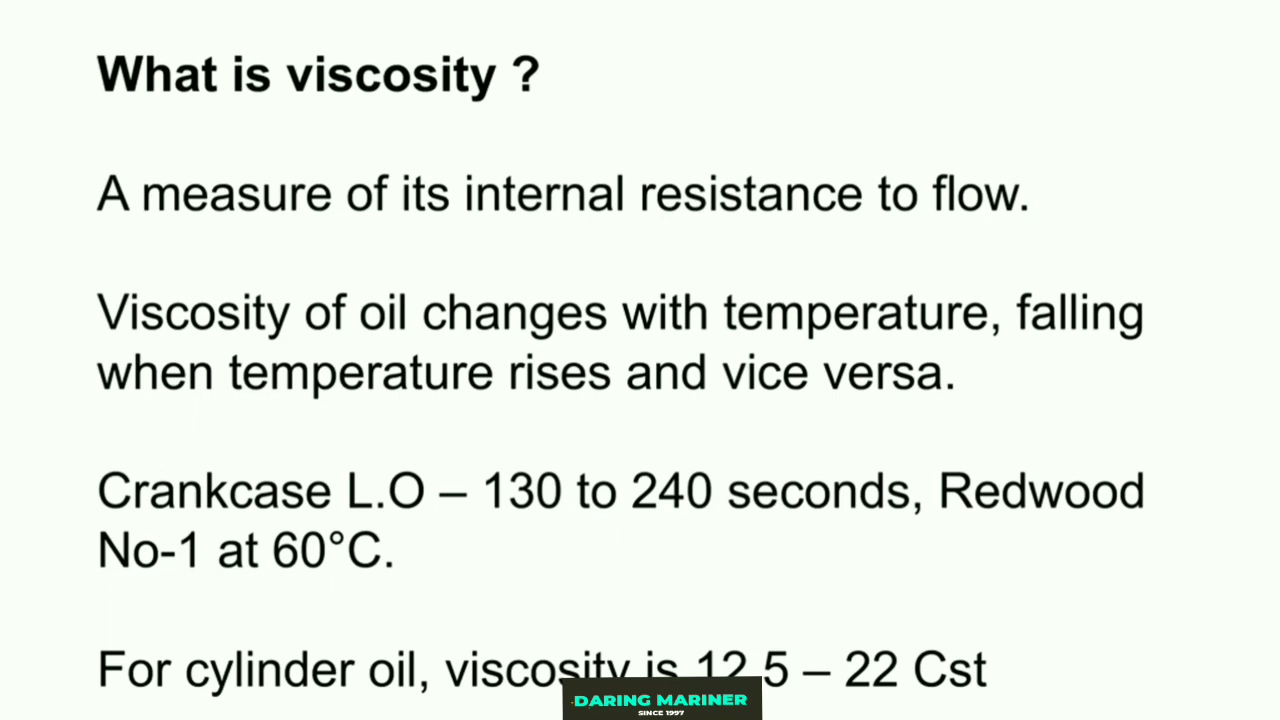 What is viscosity ?
A measure of its internal resistance to flow.
Viscosity of oil changes with temperature, falling
when temperature rises and vice versa.
Crankcase L.O – 130 to 240 seconds, Redwood
No-1 at 60°C.
For cylinder oil, viscosity is 12.5 – 22 Cst
DARING MARINER
SINCE 1997